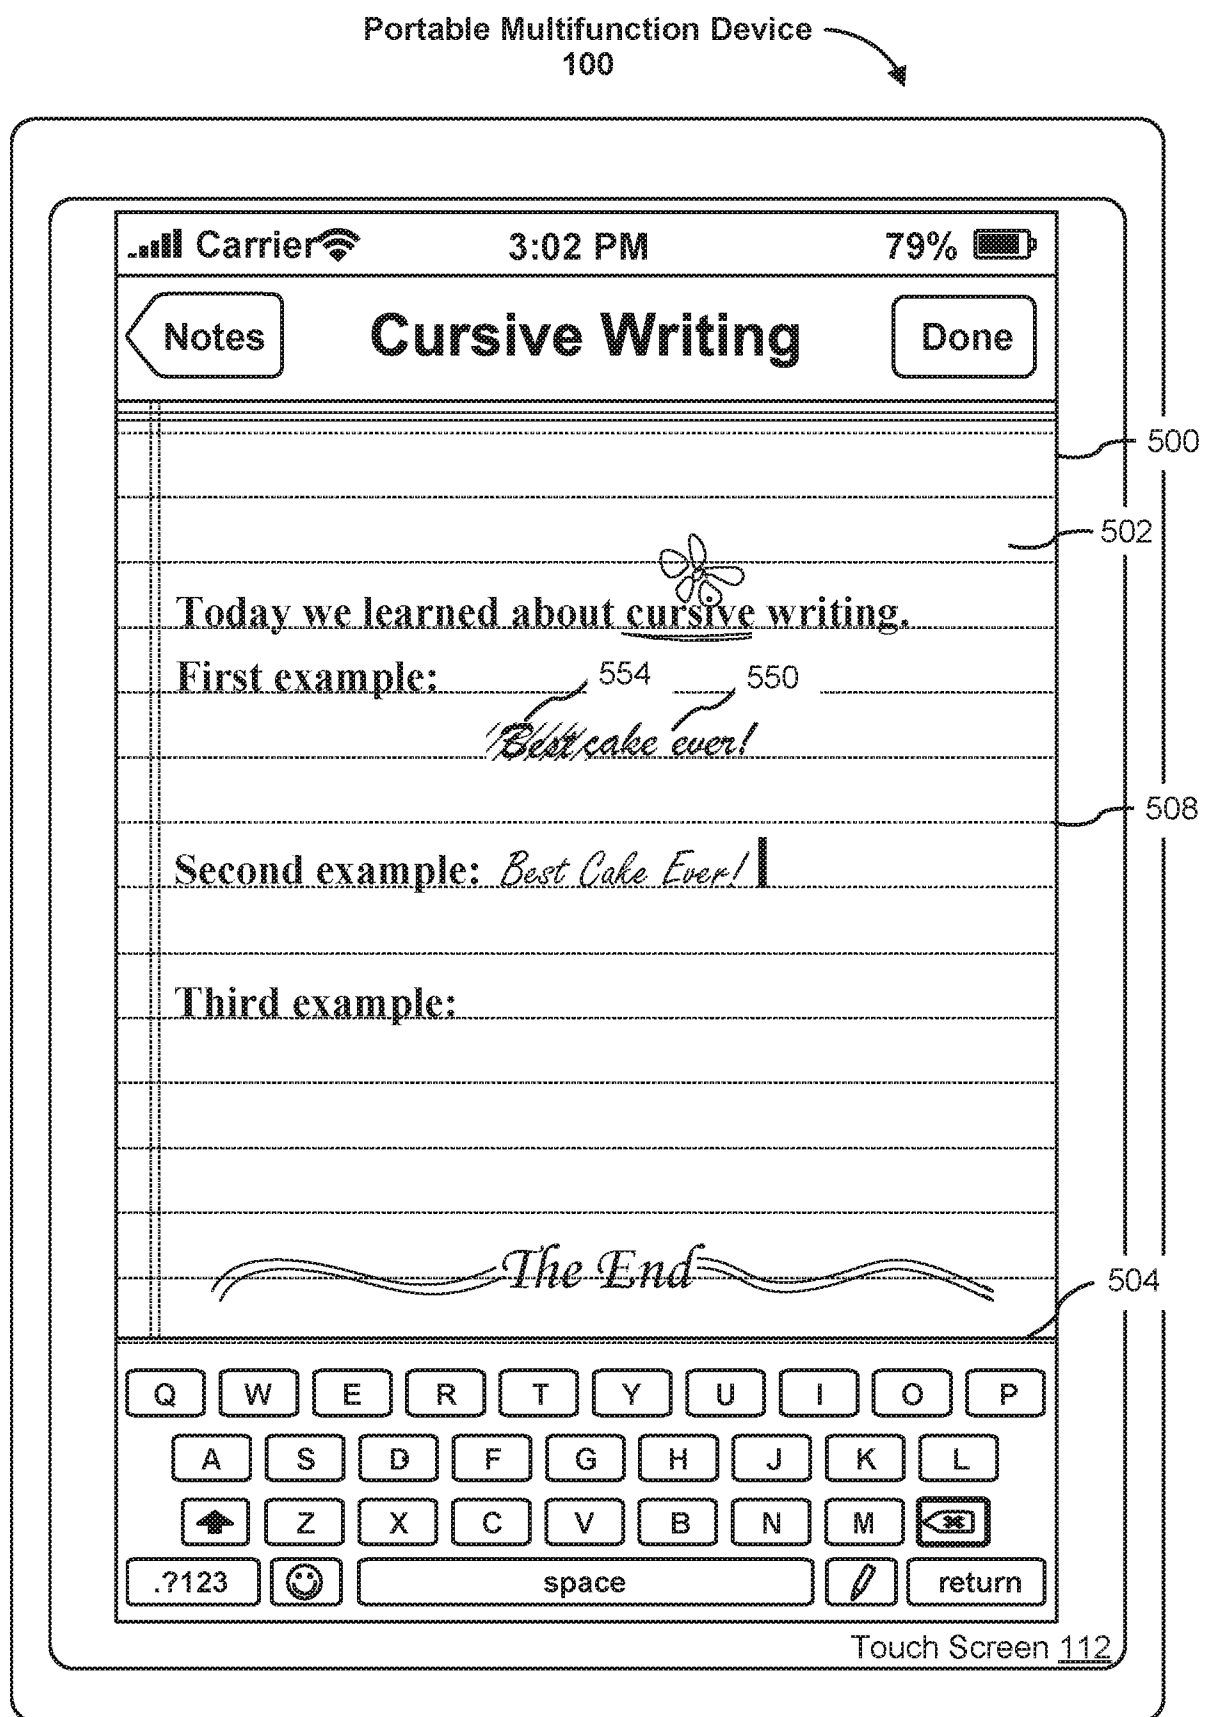 Portable Multifunction Device
100
Carrier 3:02 PM 79%
Notes Cursive Writing Done
500
502
Today we learned about cursive writing.
First example: 554 550
Best cake ever!
508
Second example: Best Cake Ever!
Third example:
The End
504
Q W E R T Y U I O P
A S D F G H J K L
Z X C V B N M
.?123 space return
Touch Screen 112